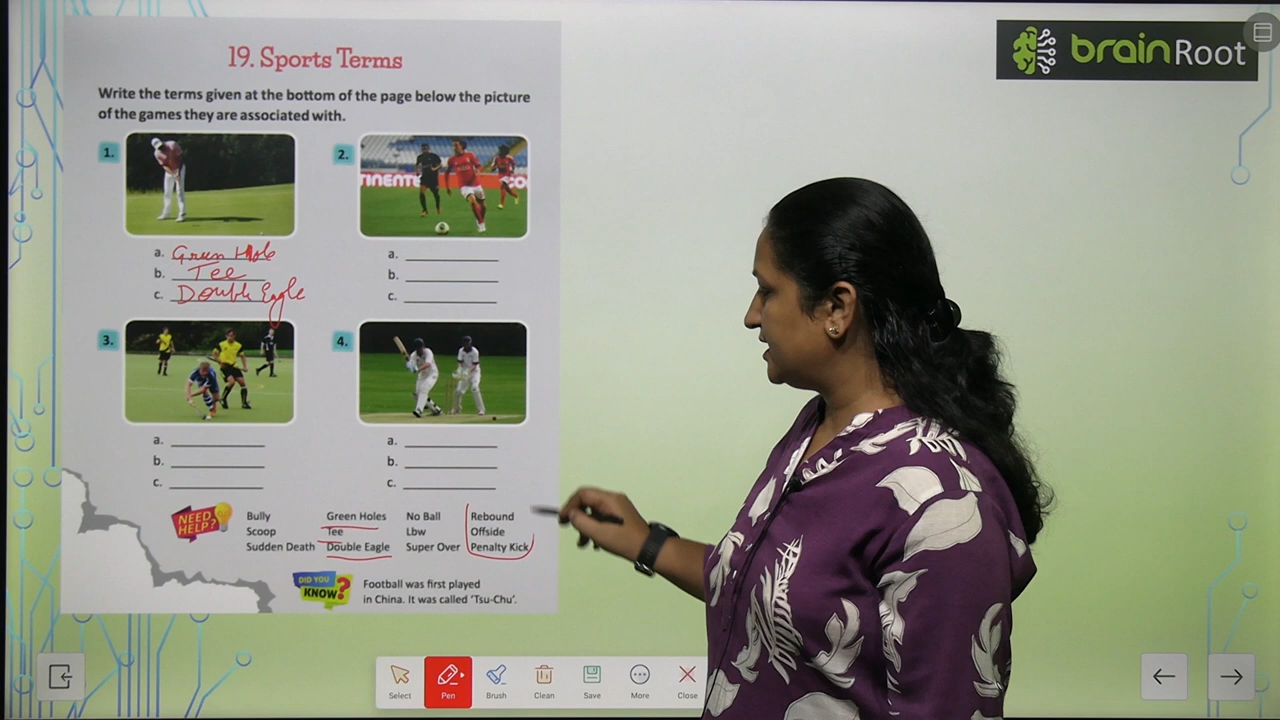 brainRoot
19. Sports Terms
Write the terms given at the bottom of the page below the picture
of the games they are associated with.
1.
2.
TINENTE
CO
a. Green Hole
b. Tee
c. Double Eagle
a.
b.
c.
3.
4.
a.
b.
c.
a.
b.
c.
NEED HELP?
Bully Green Holes No Ball Rebound
Scoop Tee Lbw Offside
Sudden Death Double Eagle Super Over Penalty Kick
DID YOU KNOW?
Football was first played
in China. It was called 'Tsu-Chu'.
Select Pen Brush Clean Save More Close